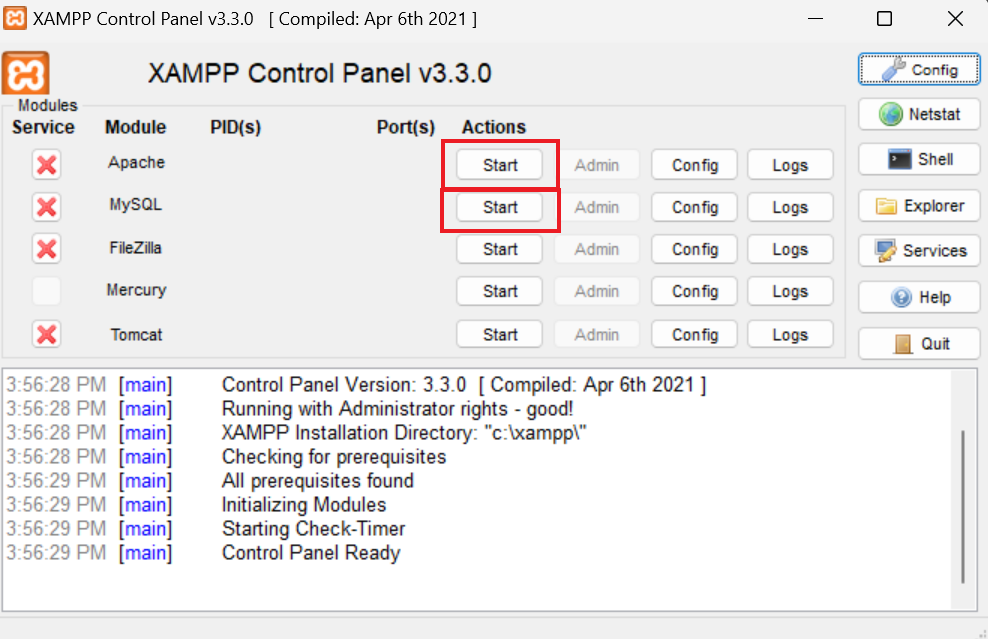 XAMPP Control Panel v3.3.0 [ Compiled: Apr 6th 2021 ]
XAMPP Control Panel v3.3.0
Config
Modules
Service Module PID(s) Port(s) Actions
Netstat
Apache Start Admin Config Logs
Shell
MySQL Start Admin Config Logs
Explorer
FileZilla Start Admin Config Logs
Services
Mercury Start Admin Config Logs
Help
Tomcat Start Admin Config Logs
Quit
3:56:28 PM [main] Control Panel Version: 3.3.0 [ Compiled: Apr 6th 2021 ]
3:56:28 PM [main] Running with Administrator rights - good!
3:56:28 PM [main] XAMPP Installation Directory: "c:\xampp\"
3:56:28 PM [main] Checking for prerequisites
3:56:29 PM [main] All prerequisites found
3:56:29 PM [main] Initializing Modules
3:56:29 PM [main] Starting Check-Timer
3:56:29 PM [main] Control Panel Ready